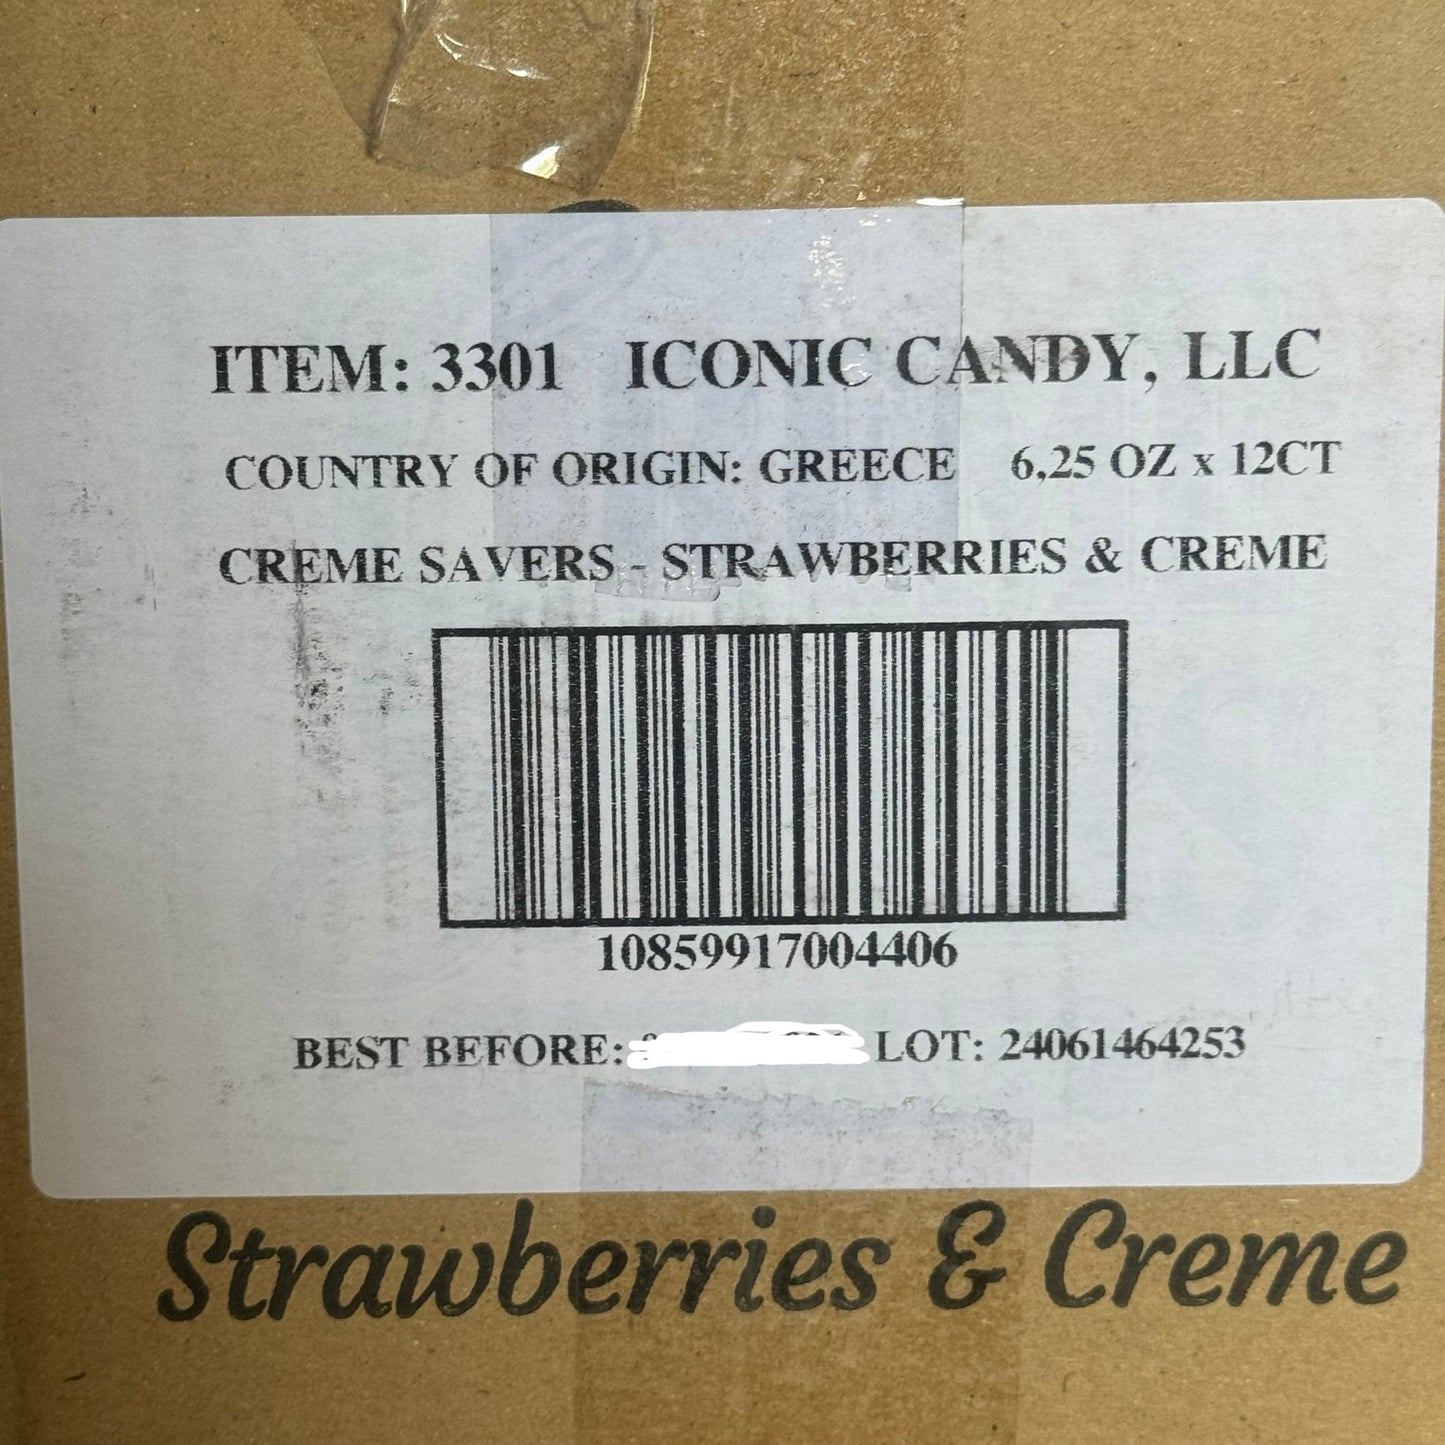 ITEM: 3301 ICONIC CANDY, LLC
COUNTRY OF ORIGIN: GREECE 6,25 OZ x 12CT
CREME SAVERS - STRAWBERRIES & CREME
10859917004406
BEST BEFORE: LOT: 24061464253
Strawberries & Creme